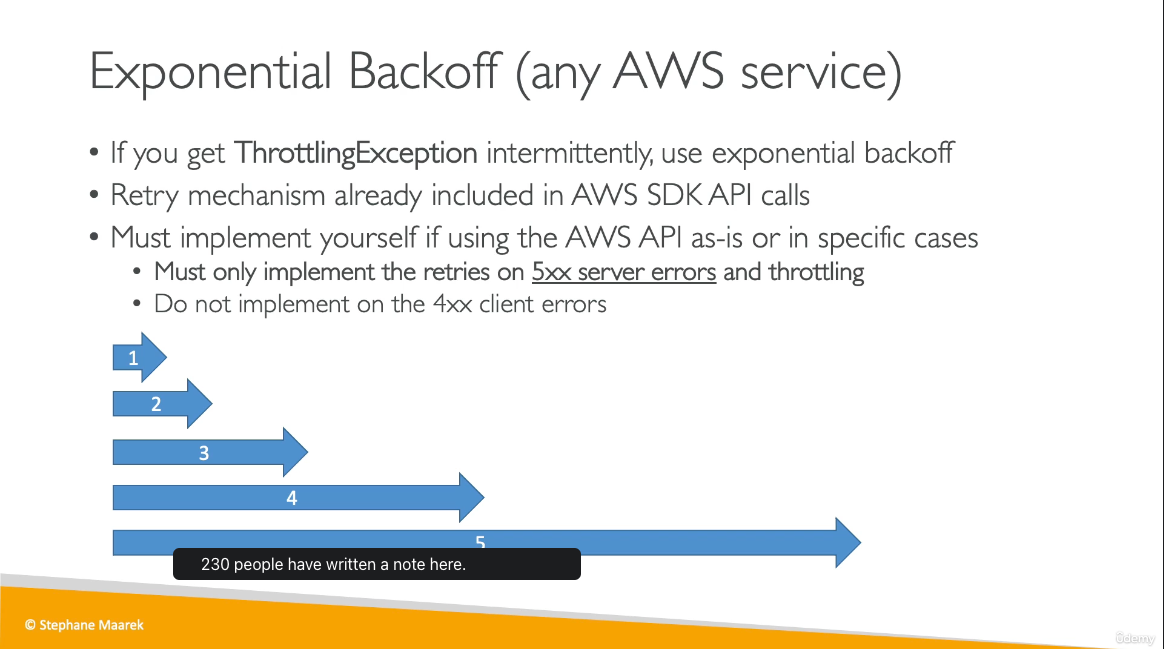 Exponential Backoff (any AWS service)
• If you get ThrottlingException intermittently, use exponential backoff
• Retry mechanism already included in AWS SDK API calls
• Must implement yourself if using the AWS API as-is or in specific cases
• Must only implement the retries on 5xx server errors and throttling
• Do not implement on the 4xx client errors
1
2
3
4
5
230 people have written a note here.
© Stephane Maarek
Udemy